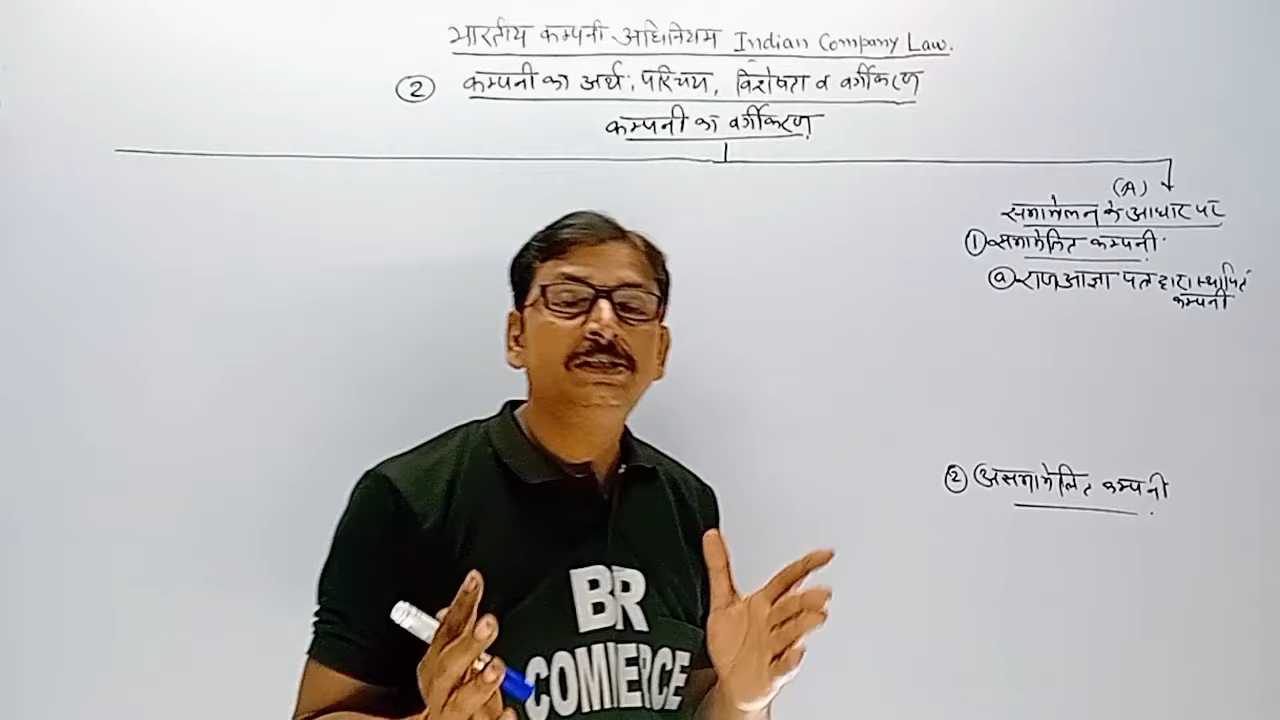 भारतीय कम्पनी अधिनियम Indian Company Law.
② कम्पनी का अर्थ, परिचय, विशेषता व वर्गीकरण
कम्पनी का वर्गीकरण
(A)
समामेलन के आधार पर
① समामेलित कम्पनी
ⓐ राजआज्ञा पत्र द्वारा स्थापित
कम्पनी
② असमामेलित कम्पनी
BR
COMMERCE